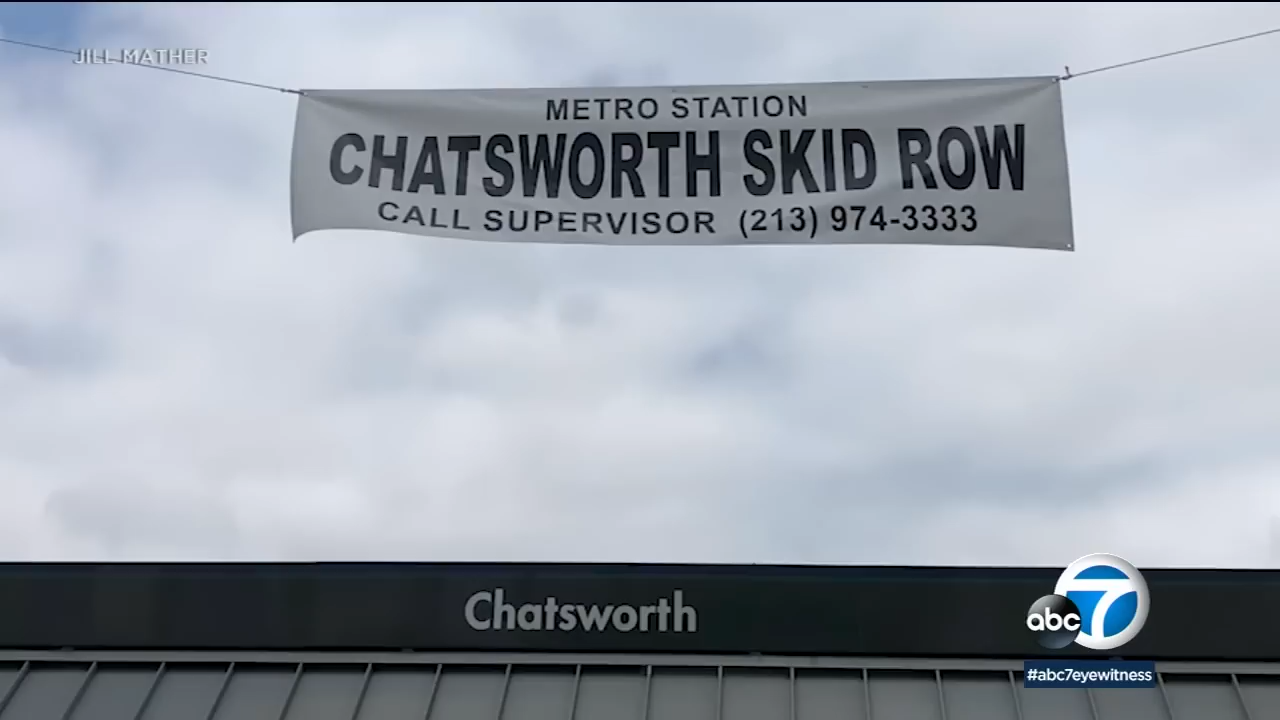 JILL MATHER
METRO STATION
CHATSWORTH SKID ROW
CALL SUPERVISOR (213) 974-3333
Chatsworth
abc 7
#abc7eyewitness